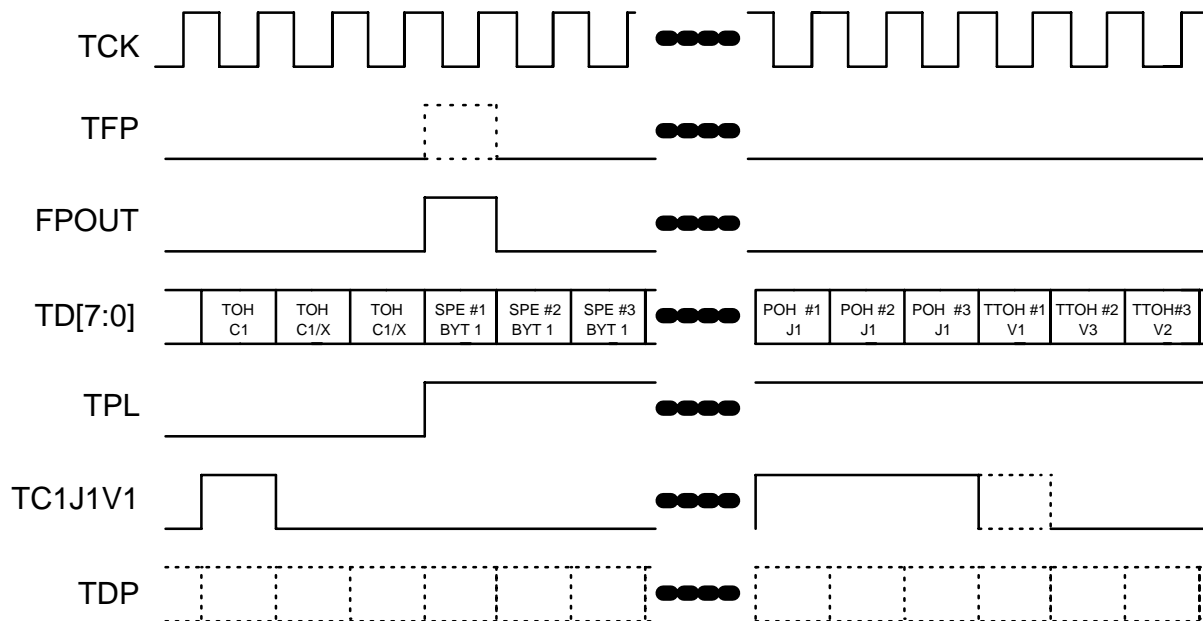 TCK
TFP
FPOUT
TD[7:0]
TOH TOH TOH SPE #1 SPE #2 SPE #3 POH #1 POH #2 POH #3 TTOH #1 TTOH #2 TTOH#3
C1 C1/X C1/X BYT 1 BYT 1 BYT 1 J1 J1 J1 V1 V3 V2
TPL
TC1J1V1
TDP